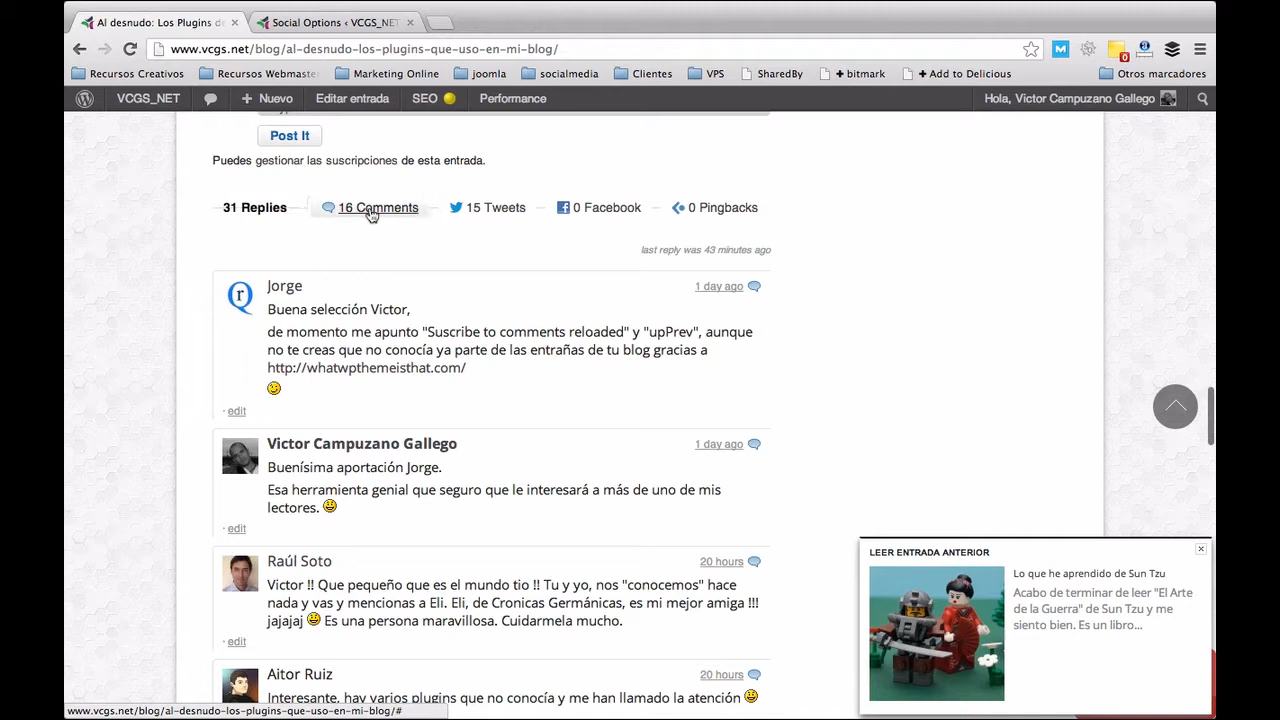 Al desnudo: Los Plugins de
Social Options ‹ VCGS_NET
www.vcgs.net/blog/al-desnudo-los-plugins-que-uso-en-mi-blog/
Recursos Creativos
Recursos Webmaste
Marketing Online
joomla
socialmedia
Clientes
VPS
SharedBy
+ bitmark
+ Add to Delicious
Otros marcadores
VCGS_NET
+ Nuevo
Editar entrada
SEO
Performance
Hola, Victor Campuzano Gallego
Post It
Puedes gestionar las suscripciones de esta entrada.
31 Replies
16 Comments
15 Tweets
0 Facebook
0 Pingbacks
last reply was 43 minutes ago
Jorge
1 day ago
Buena selección Victor,
de momento me apunto "Suscribe to comments reloaded" y "upPrev", aunque
no te creas que no conocía ya parte de las entrañas de tu blog gracias a
http://whatwpthemeisthat.com/
· edit
Victor Campuzano Gallego
1 day ago
Buenísima aportación Jorge.
Esa herramienta genial que seguro que le interesará a más de uno de mis
lectores.
· edit
Raúl Soto
20 hours
Victor !! Que pequeño que es el mundo tio !! Tu y yo, nos "conocemos" hace
nada y vas y mencionas a Eli. Eli, de Cronicas Germánicas, es mi mejor amiga !!!
jajajaj Es una persona maravillosa. Cuidarmela mucho.
· edit
Aitor Ruiz
20 hours
Interesante, hay varios plugins que no conocía y me han llamado la atención
LEER ENTRADA ANTERIOR
Lo que he aprendido de Sun Tzu
Acabo de terminar de leer "El Arte
de la Guerra" de Sun Tzu y me
siento bien. Es un libro...
www.vcgs.net/blog/al-desnudo-los-plugins-que-uso-en-mi-blog/#